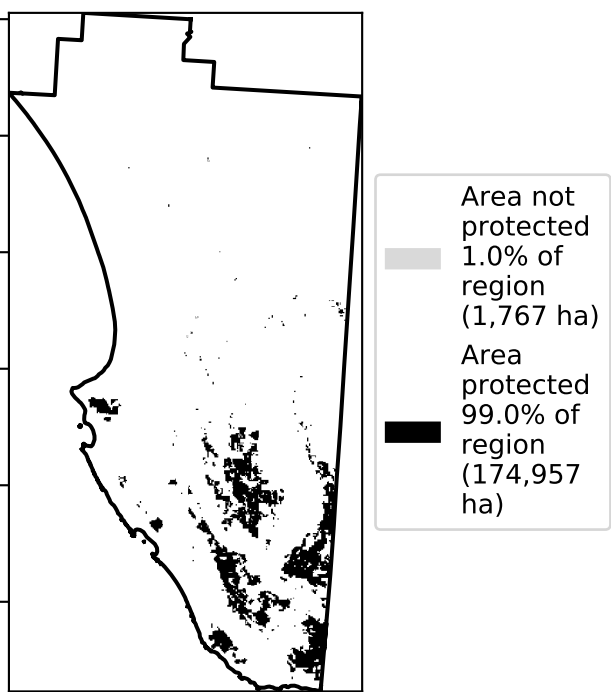 Area not
protected
1.0% of
region
(1,767 ha)
Area
protected
99.0% of
region
(174,957
ha)